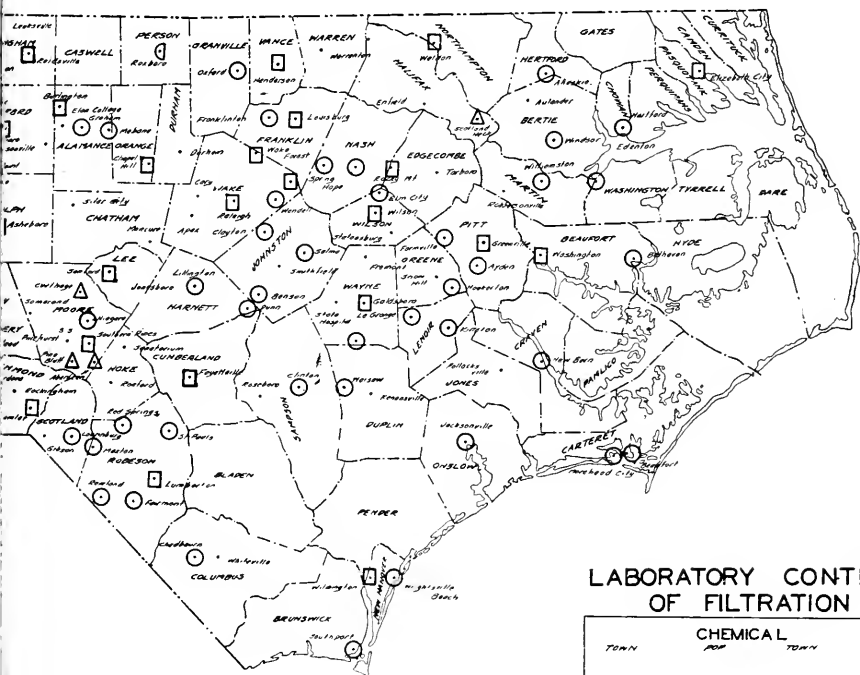 Leaksville
CASWELL
PERSON
Roxboro
GRANVILLE
Oxford
VANCE
Henderson
WARREN
Warrenton
NORTHAMPTON
Weldon
HALIFAX
Enfield
Scotland Neck
HERTFORD
Ahoskie
Aulander
BERTIE
Windsor
GATES
CHOWAN
PERQUIMANS
PASQUOTANK
CAMDEN
CURRITUCK
Elizabeth City
Hertford
Edenton
Reidsville
Burlington
Elon College
Graham
Mebane
ALAMANCE
ORANGE
Chapel Hill
DURHAM
Durham
Franklinton
Louisburg
FRANKLIN
Wake Forest
NASH
Spring Hope
Rocky Mt
EDGECOMBE
Tarboro
Williamston
MARTIN
Robersonville
WASHINGTON
TYRRELL
DARE
Siler City
CHATHAM
Moncure
Asheboro
Cary
WAKE
Raleigh
Apex
Wendell
Clayton
JOHNSTON
Selma
Smithfield
Elm City
Wilson
WILSON
Stantonsburg
Fremont
Farmville
GREENE
Snow Hill
PITT
Greenville
Ayden
Hookerton
BEAUFORT
Washington
Belhaven
HYDE
LEE
Sanford
Carthage
MOORE
Niagara
Pinehurst
Southern Pines
Pine Bluff
Aberdeen
Jonesboro
Lillington
HARNETT
Benson
Dunn
WAYNE
Goldsboro
State Hospital
La Grange
LENOIR
Kinston
CRAVEN
New Bern
PAMLICO
Pollocksville
JONES
HOKE
Raeford
Sanatorium
CUMBERLAND
Fayetteville
Roseboro
Clinton
SAMPSON
Warsaw
Kenansville
DUPLIN
Rockingham
SCOTLAND
Laurinburg
Gibson
Maxton
Red Springs
St. Pauls
ROBESON
Lumberton
Rowland
Fairmont
BLADEN
Jacksonville
ONSLOW
CARTERET
Morehead City
Beaufort
PENDER
Chadbourn
Whiteville
COLUMBUS
Wilmington
NEW HANOVER
Wrightsville Beach
BRUNSWICK
Southport
LABORATORY CONT
OF FILTRATION
CHEMICAL
TOWN POP TOWN